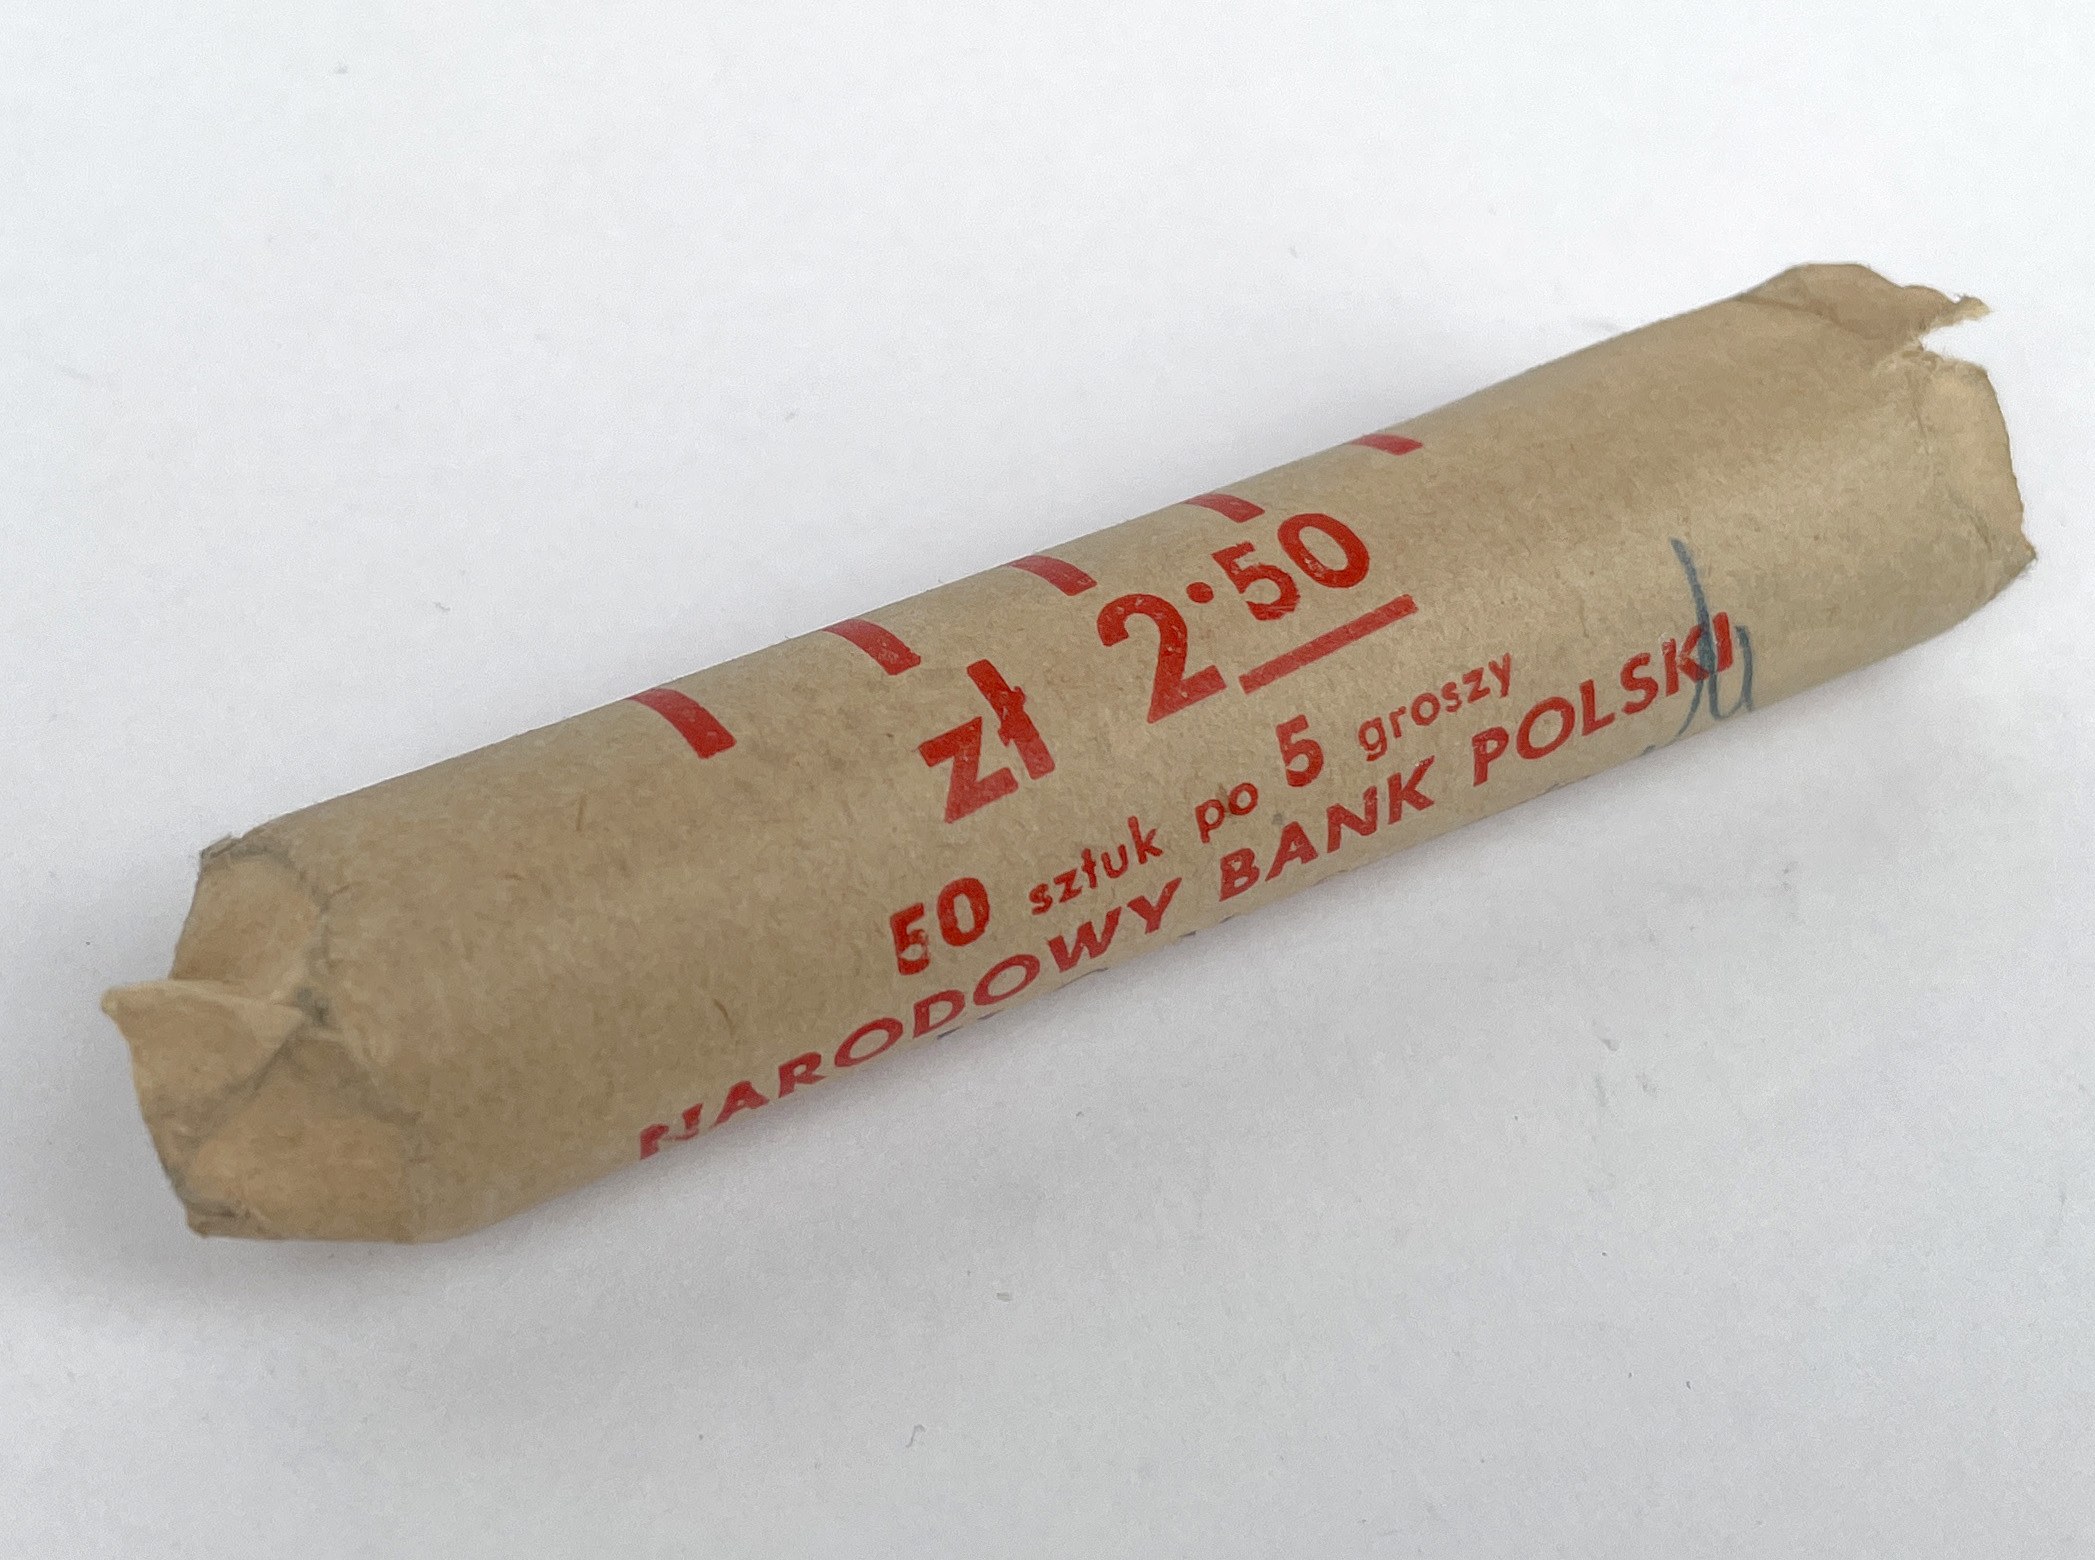 zł 2·50
50 sztuk po 5 groszy
NARODOWY BANK POLSKI